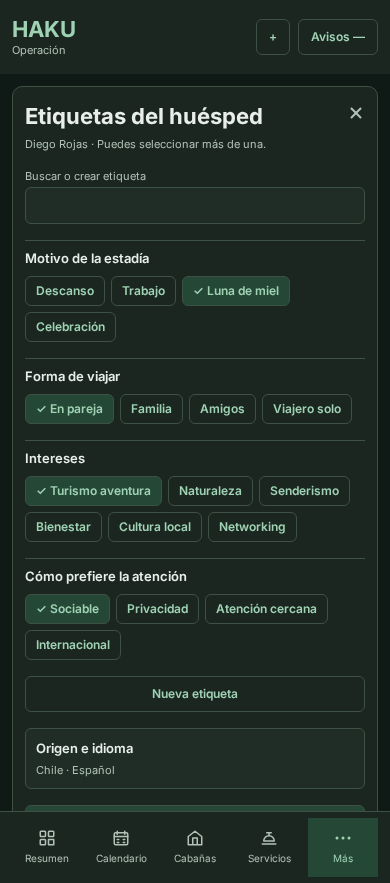 HAKU
Operación
+
Avisos —
Etiquetas del huésped
Diego Rojas · Puedes seleccionar más de una.
Buscar o crear etiqueta
Motivo de la estadía
Descanso
Trabajo
✓ Luna de miel
Celebración
Forma de viajar
✓ En pareja
Familia
Amigos
Viajero solo
Intereses
✓ Turismo aventura
Naturaleza
Senderismo
Bienestar
Cultura local
Networking
Cómo prefiere la atención
✓ Sociable
Privacidad
Atención cercana
Internacional
Nueva etiqueta
Origen e idioma
Chile · Español
Resumen
Calendario
Cabañas
Servicios
Más